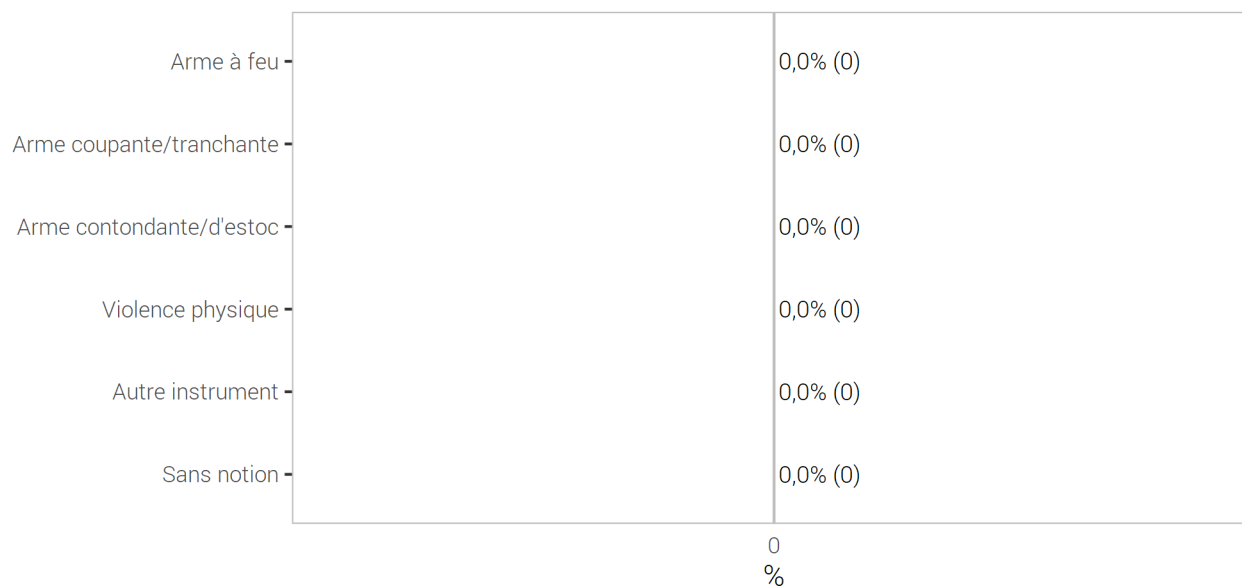 Arme à feu 0,0% (0)
Arme coupante/tranchante 0,0% (0)
Arme contondante/d'estoc 0,0% (0)
Violence physique 0,0% (0)
Autre instrument 0,0% (0)
Sans notion 0,0% (0)
0
%